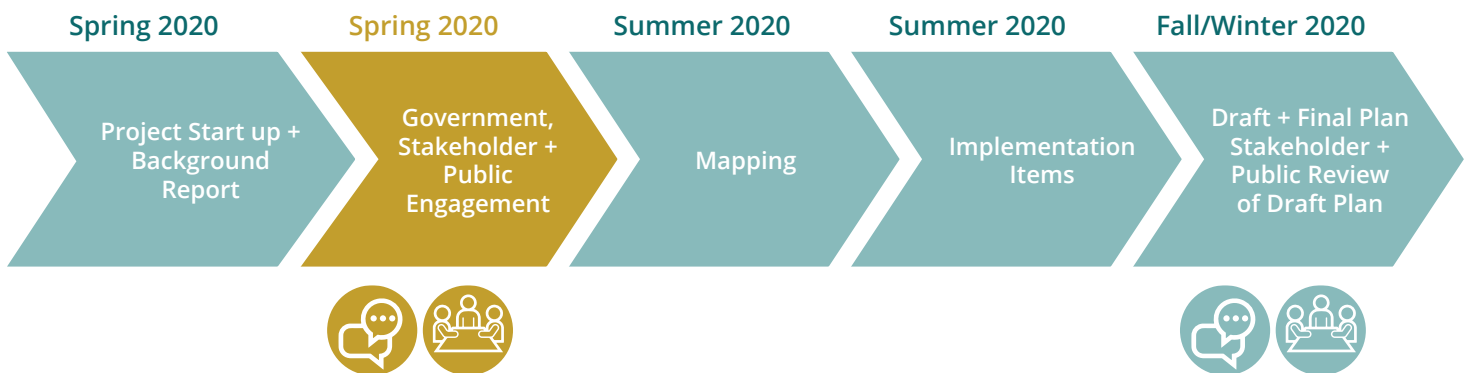 Spring 2020
Project Start up +
Background
Report
Spring 2020
Government,
Stakeholder +
Public
Engagement
Summer 2020
Mapping
Summer 2020
Implementation
Items
Fall/Winter 2020
Draft + Final Plan
Stakeholder +
Public Review
of Draft Plan